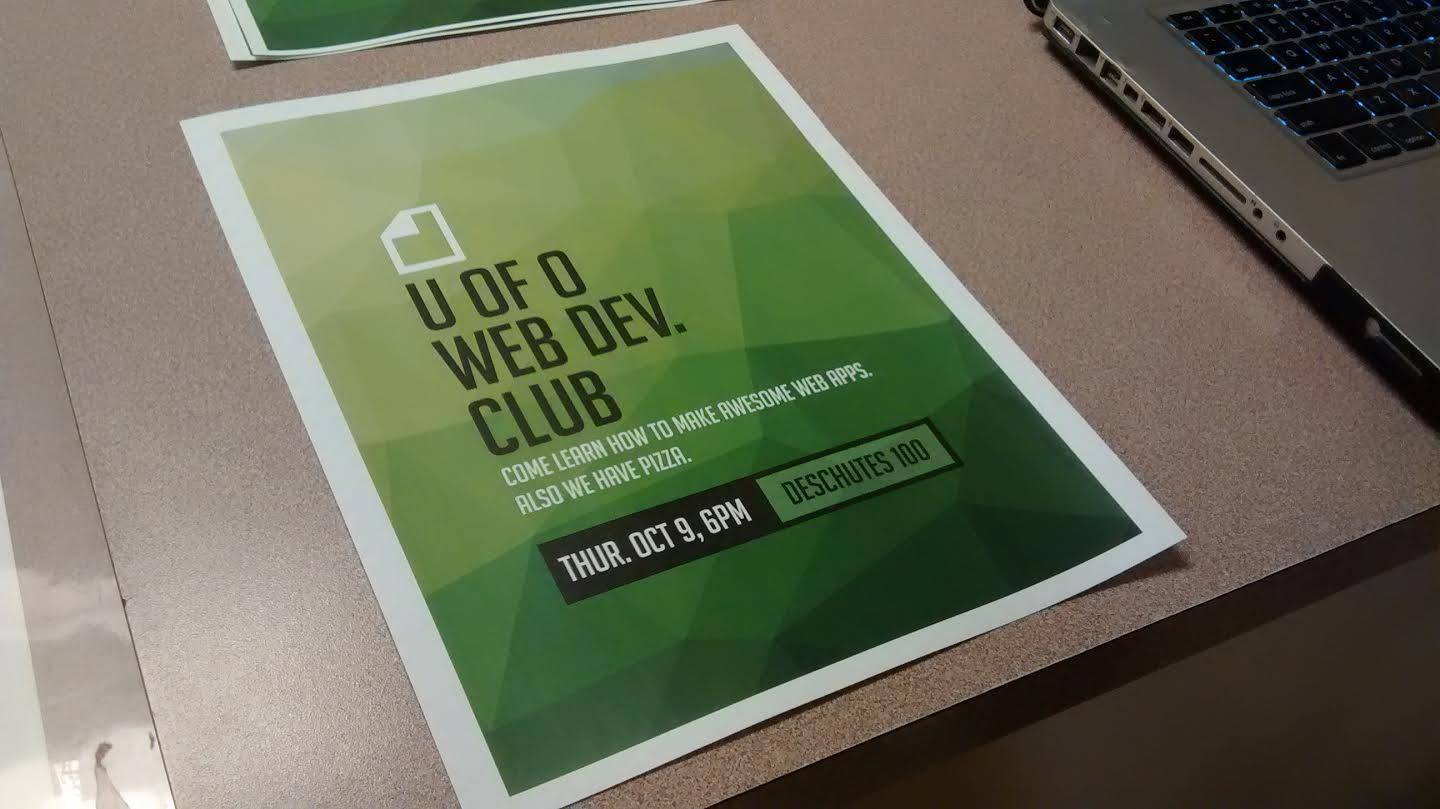 U OF O
WEB DEV.
CLUB
COME LEARN HOW TO MAKE AWESOME WEB APPS.
ALSO WE HAVE PIZZA.
THUR. OCT 9, 6PM
DESCHUTES 100